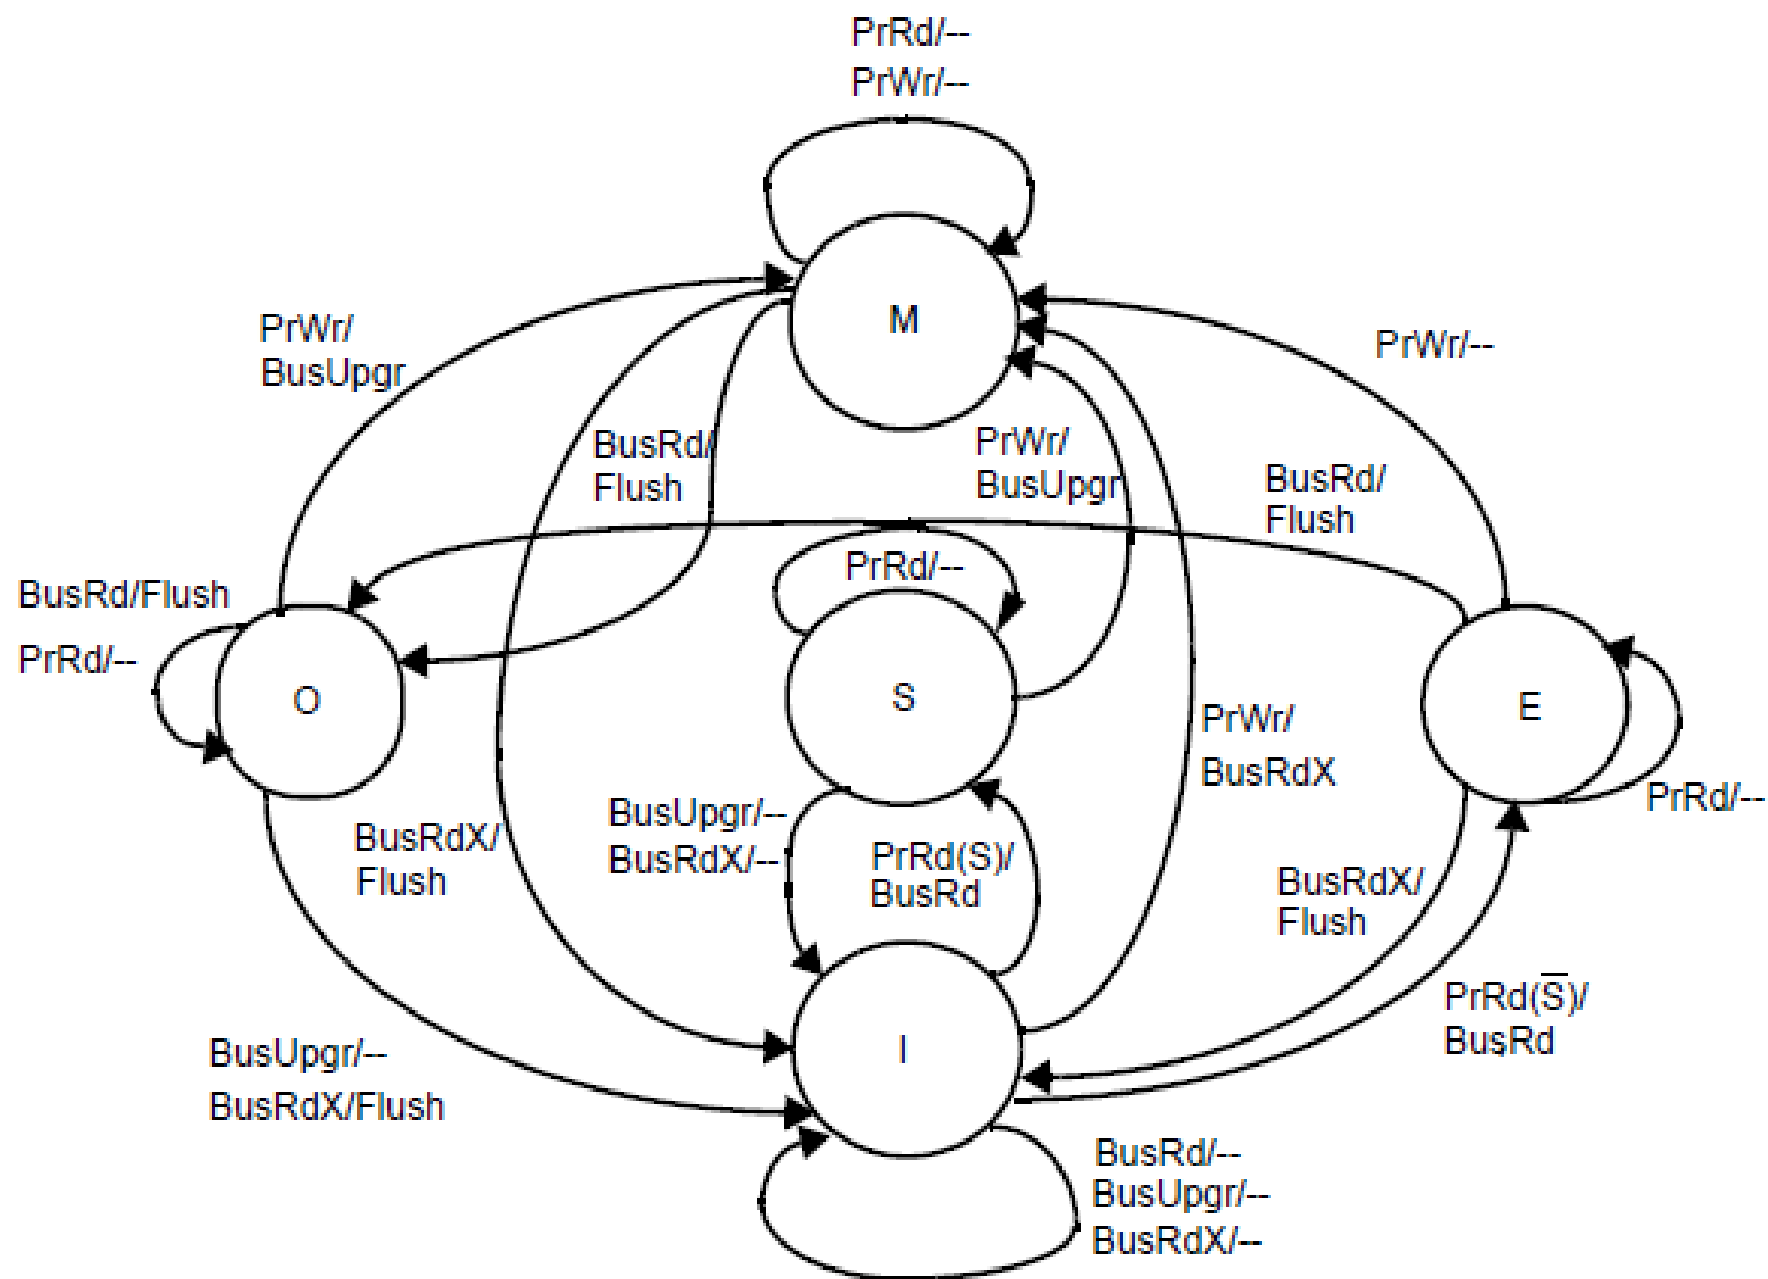 PrRd/--
PrWr/--
M
PrWr/
BusUpgr
PrWr/--
BusRd/
Flush
PrWr/
BusUpgr
BusRd/
Flush
PrRd/--
BusRd/Flush
PrRd/--
O
S
E
PrWr/
BusRdX
PrRd/--
BusUpgr/--
BusRdX/--
BusRdX/
Flush
PrRd(S)/
BusRd
BusRdX/
Flush
PrRd(S̅)/
BusRd
I
BusUpgr/--
BusRdX/Flush
BusRd/--
BusUpgr/--
BusRdX/--